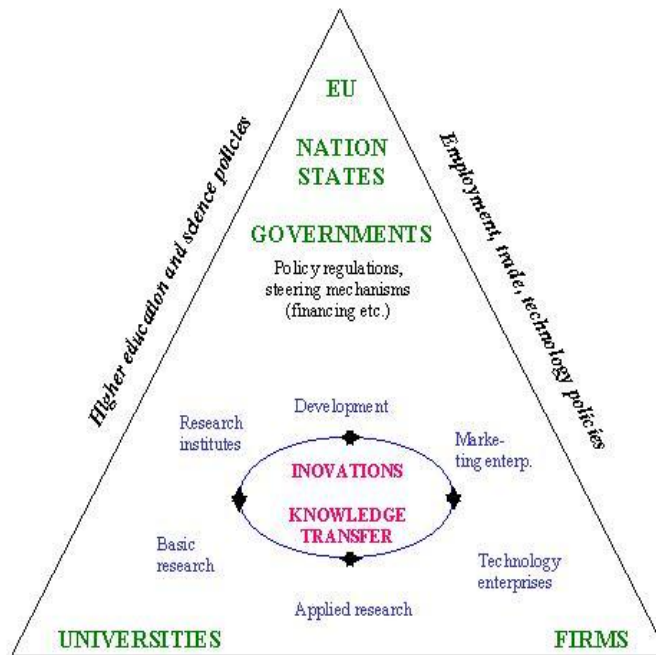 EU
NATION
STATES
GOVERNMENTS
Policy regulations,
steering mechanisms
(financing etc.)
Higher education and science policies
Employment, trade, technology policies
Development
Research
institutes
Marke-
ting enterp.
INOVATIONS
KNOWLEDGE
TRANSFER
Basic
research
Technology
enterprises
Applied research
UNIVERSITIES
FIRMS